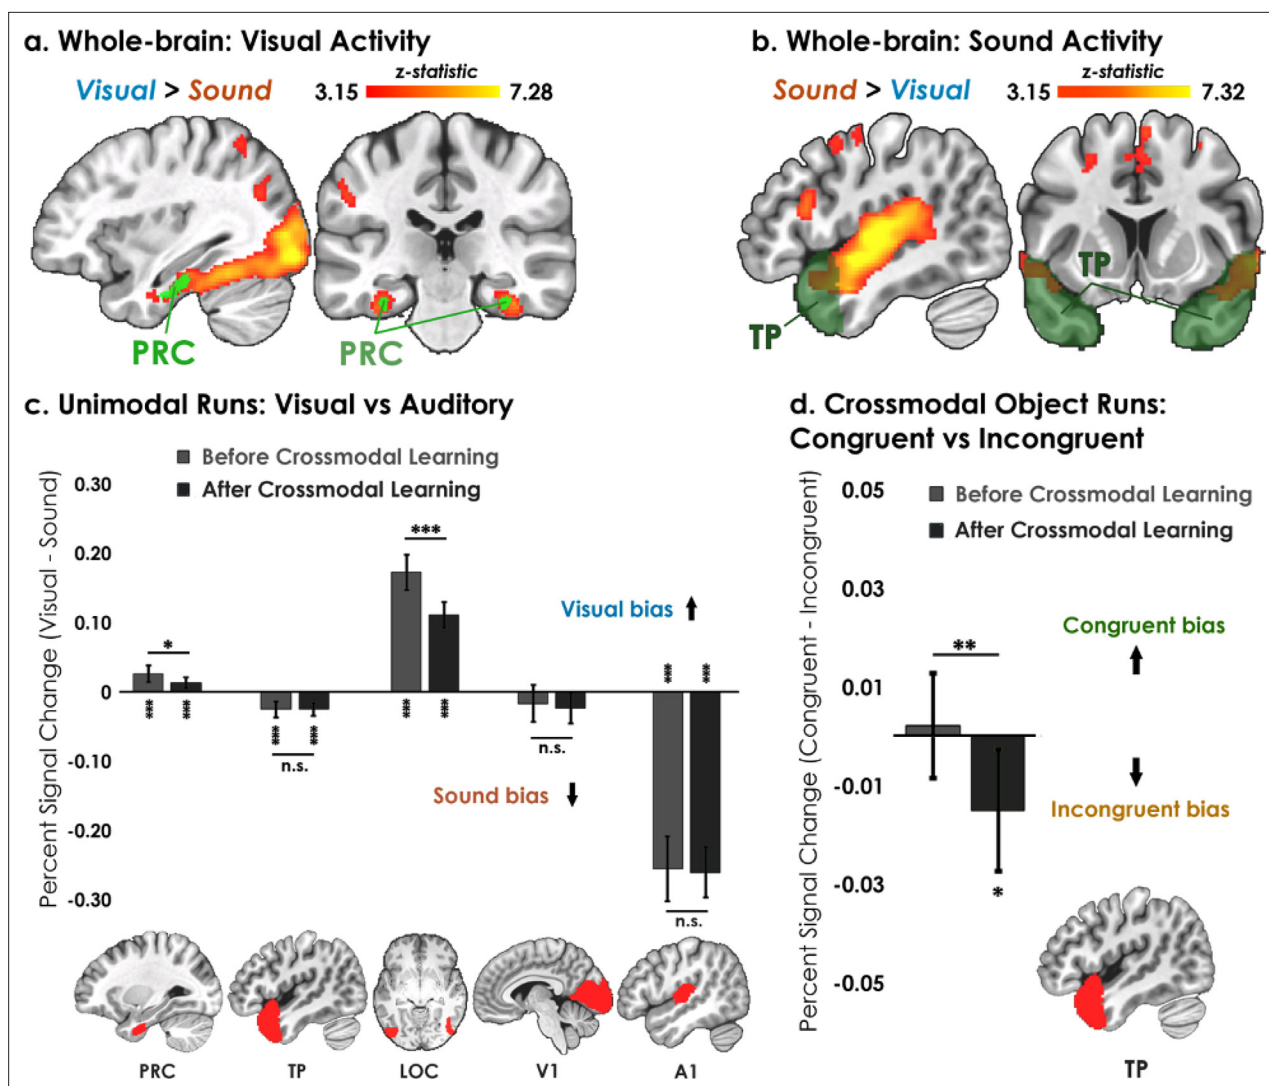 a. Whole-brain: Visual Activity
Visual > Sound
z-statistic
3.15 7.28
PRC
PRC
b. Whole-brain: Sound Activity
Sound > Visual
z-statistic
3.15 7.32
TP
TP
c. Unimodal Runs: Visual vs Auditory
Before Crossmodal Learning
After Crossmodal Learning
Percent Signal Change (Visual - Sound)
0.30
0.20
0.10
0
-0.10
-0.20
-0.30
*
***
***
***
***
n.s.
***
***
***
n.s.
***
***
n.s.
Visual bias
Sound bias
PRC
TP
LOC
V1
A1
d. Crossmodal Object Runs:
Congruent vs Incongruent
Before Crossmodal Learning
After Crossmodal Learning
Percent Signal Change (Congruent - Incongruent)
0.05
0.03
0.01
-0.01
-0.03
-0.05
**
*
Congruent bias
Incongruent bias
TP